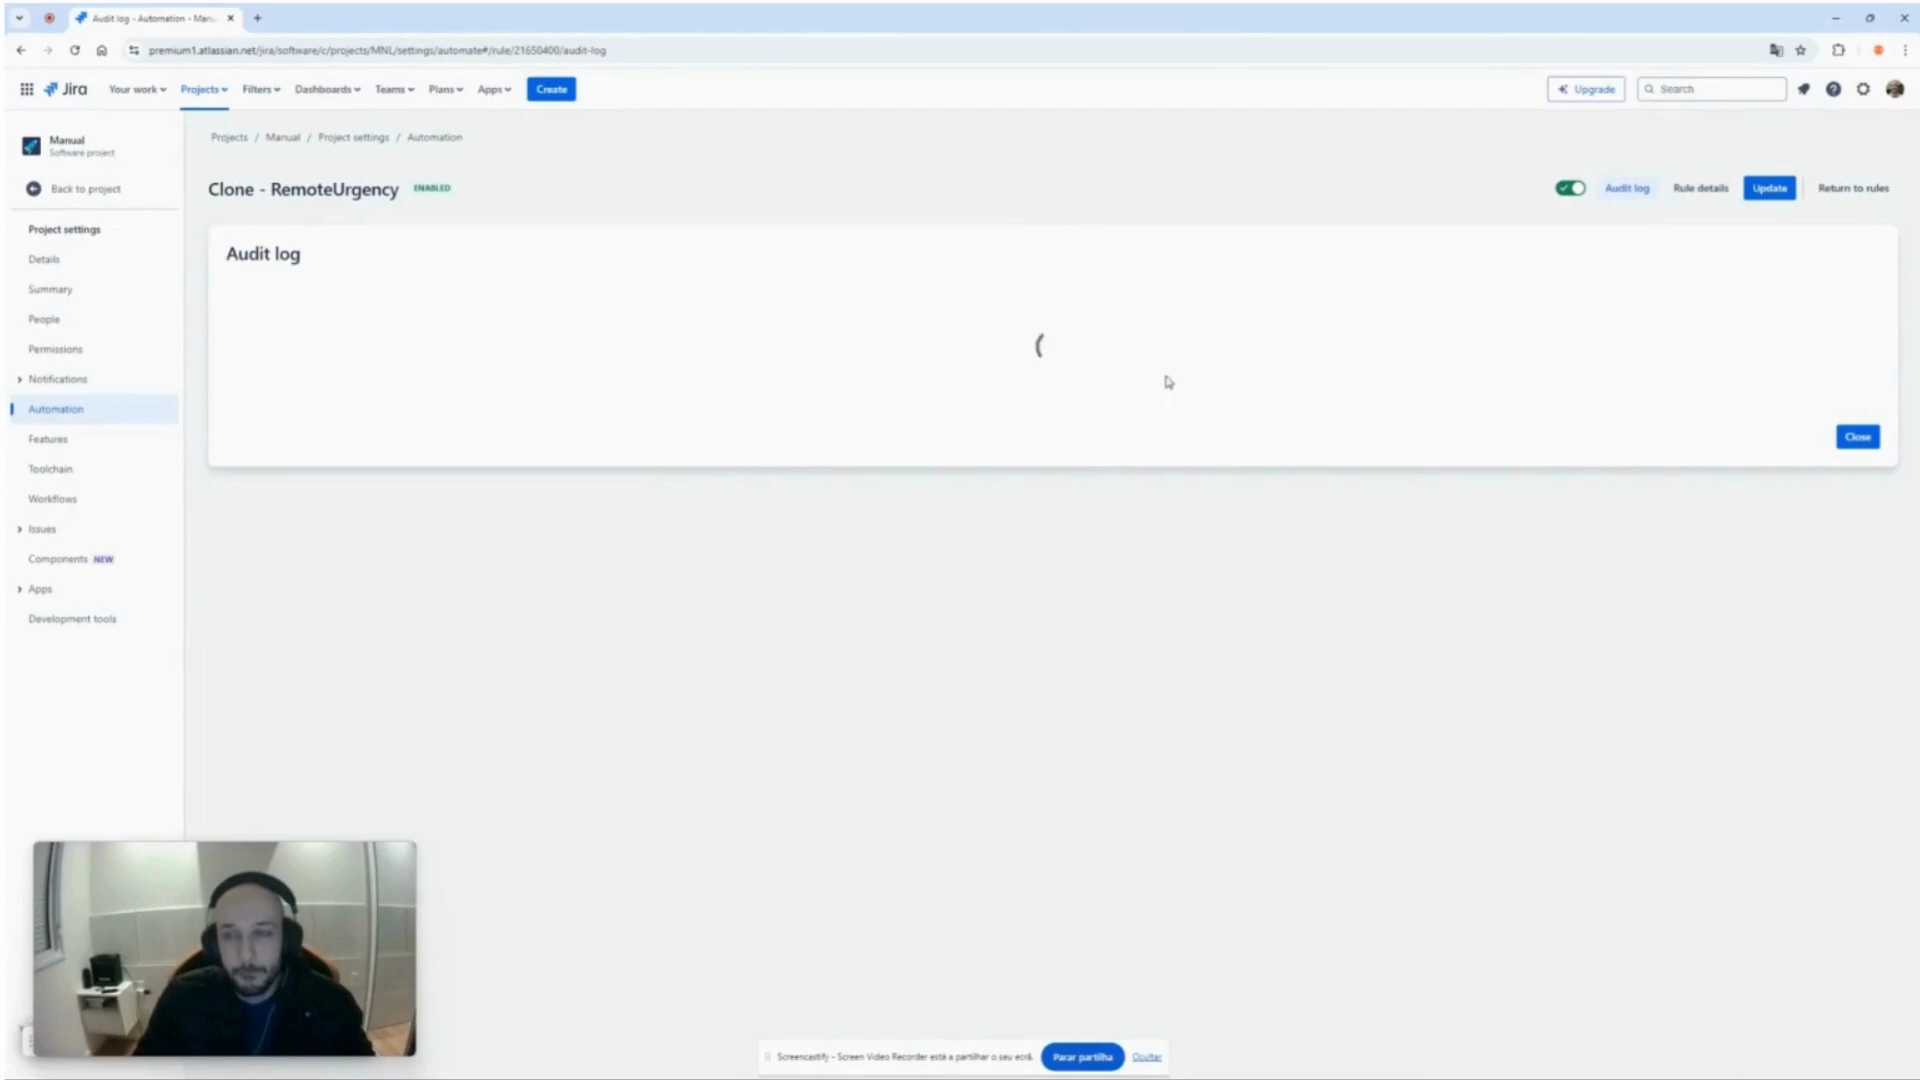 Audit log - Automation - Manu
premium1.atlassian.net/jira/software/c/projects/MNL/settings/automate#/rule/21650400/audit-log
Jira
Your work
Projects
Filters
Dashboards
Teams
Plans
Apps
Create
Upgrade
Search
Manual
Software project
Back to project
Project settings
Details
Summary
People
Permissions
Notifications
Automation
Features
Toolchain
Workflows
Issues
Components NEW
Apps
Development tools
Projects / Manual / Project settings / Automation
Clone - RemoteUrgency ENABLED
Audit log
Rule details
Update
Return to rules
Audit log
Close
Screencastify - Screen Video Recorder está a partilhar o seu ecrã.
Parar partilha
Ocultar